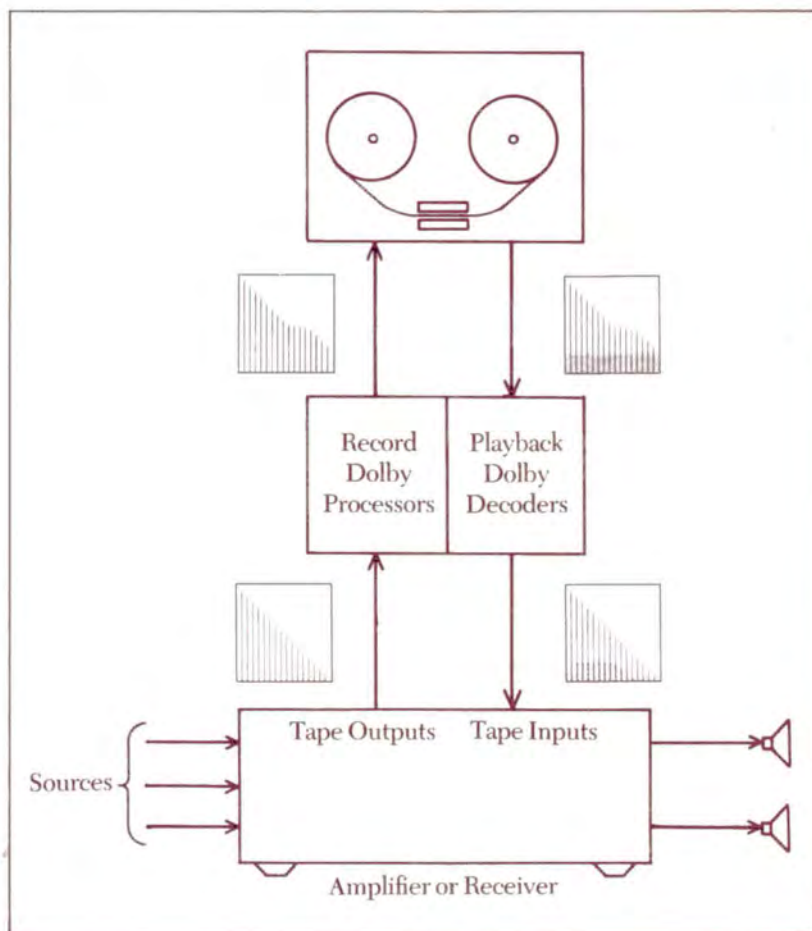 Record
Dolby
Processors
Playback
Dolby
Decoders
Tape Outputs
Tape Inputs
Sources
Amplifier or Receiver